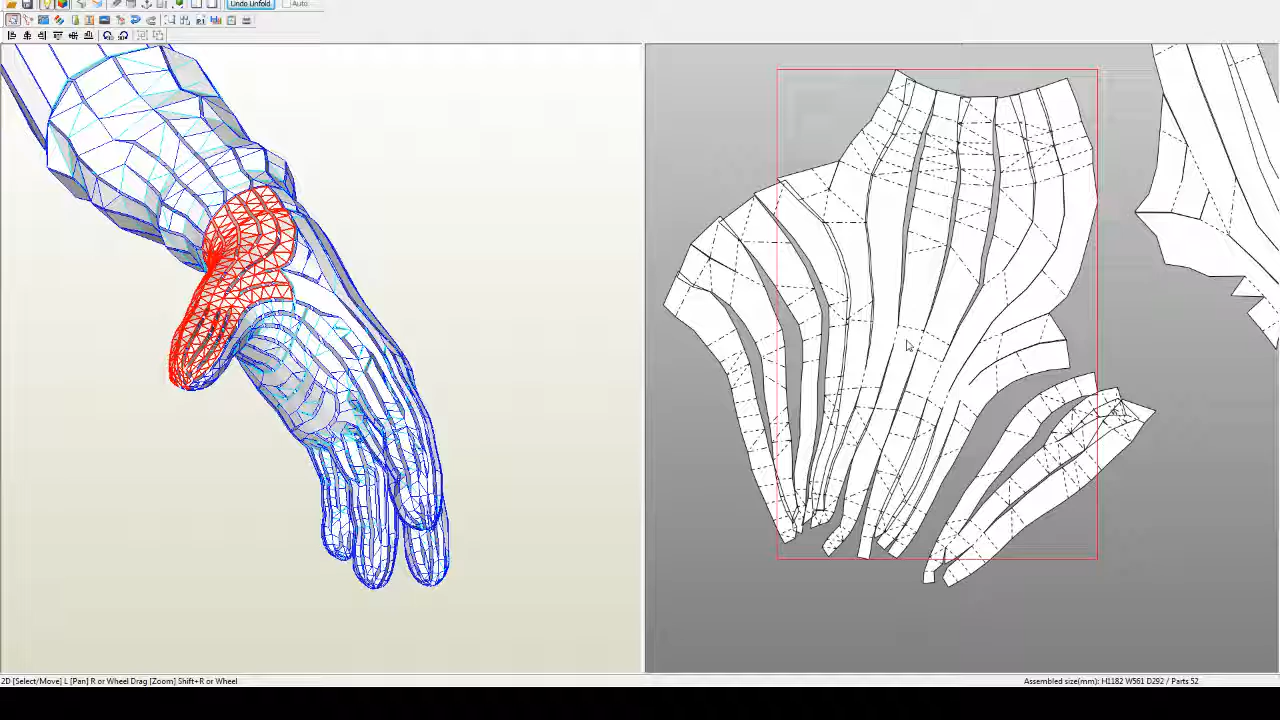 Undo Unfold
Auto
2D [Select/Move] L [Pan] R or Wheel Drag [Zoom] Shift+R or Wheel
Assembled size(mm): H1182 W561 D292 / Parts 52